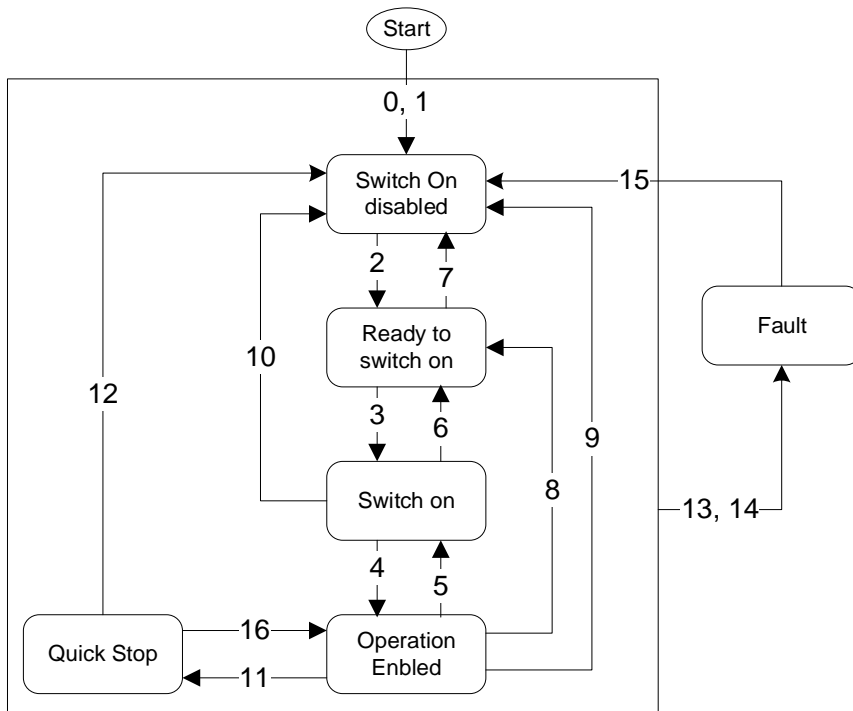 Start
0, 1
Switch On
disabled
15
2
7
Ready to
switch on
Fault
10
12
3
6
9
8
Switch on
13, 14
4
5
16
Quick Stop
Operation
Enbled
11